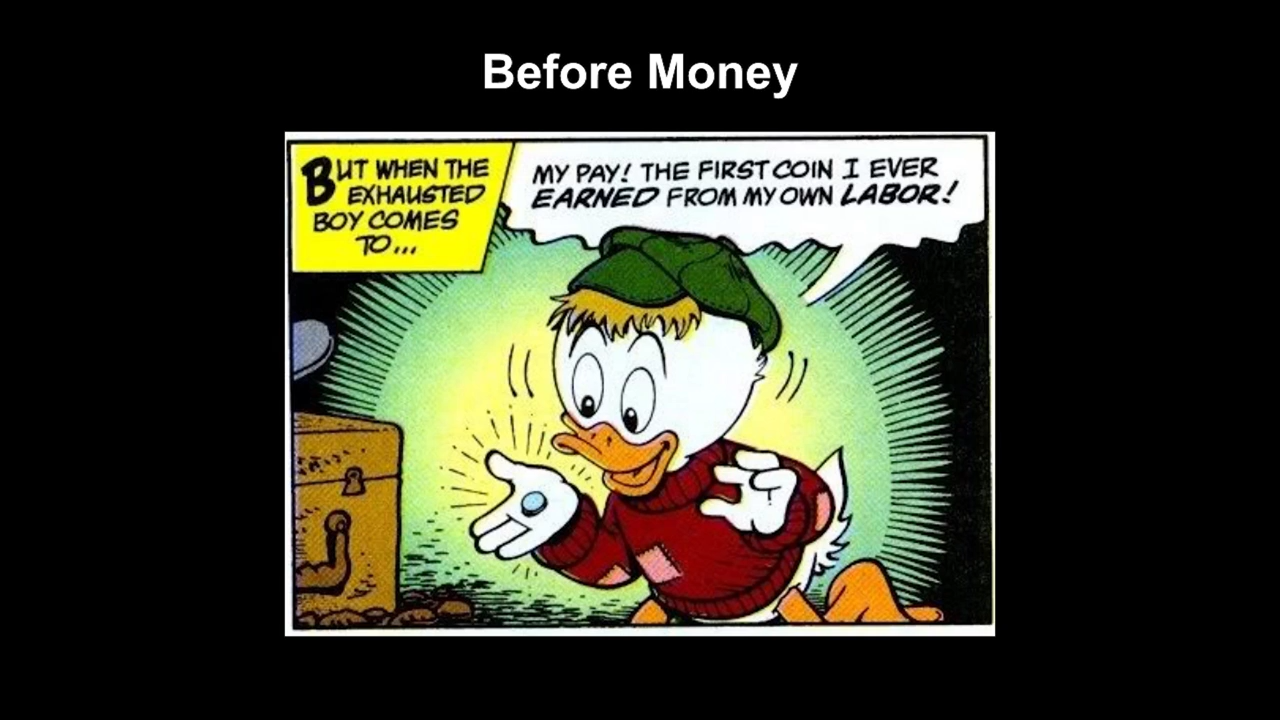 Before Money
BUT WHEN THE
EXHAUSTED
BOY COMES
TO...
MY PAY! THE FIRST COIN I EVER
EARNED FROM MY OWN LABOR!